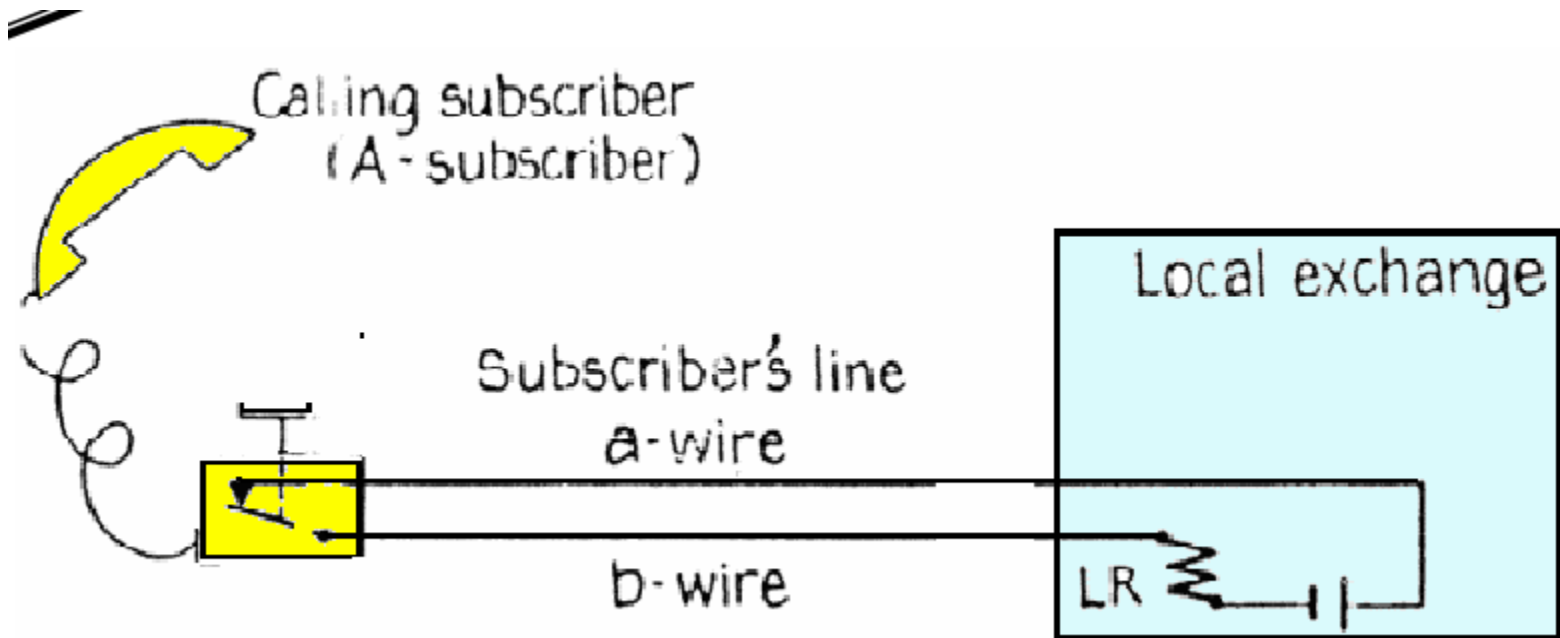 Calling subscriber
(A-subscriber)
Local exchange
Subscriber's line
a-wire
b-wire
LR